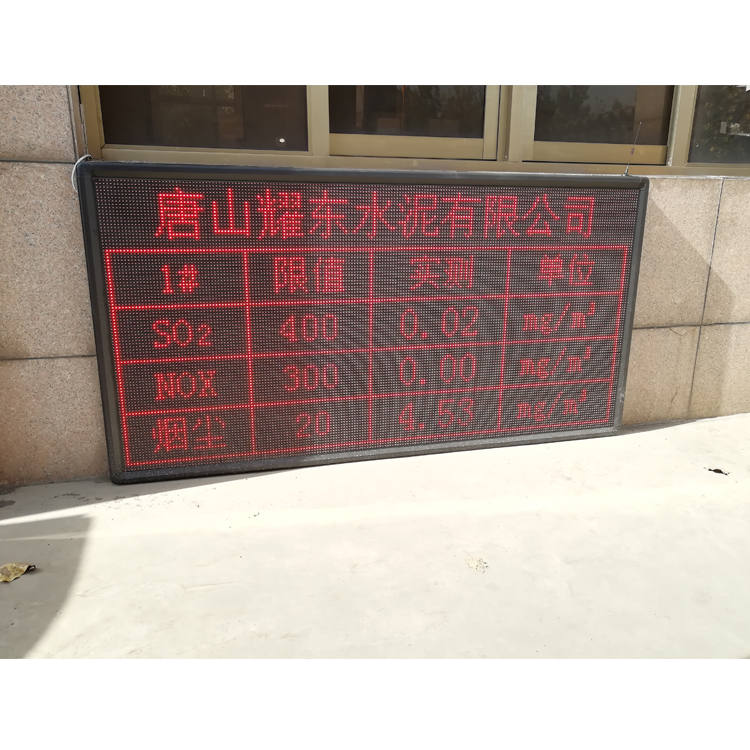 唐山耀东水泥有限公司
1# 限值 实测 单位
SO₂ 400 0.02 mg/m³
NOX 300 0.00 mg/m³
烟尘 20 4.53 mg/m³